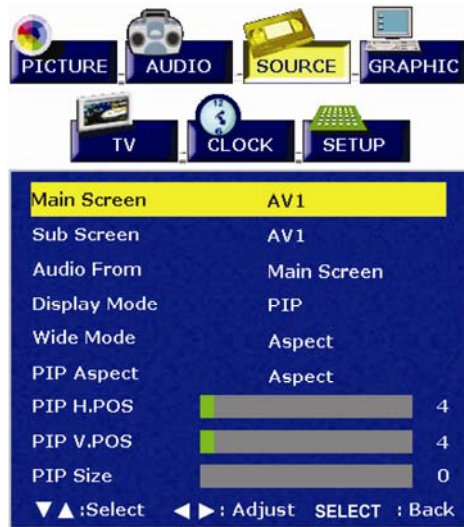 PICTURE AUDIO SOURCE GRAPHIC
12
6
TV CLOCK SETUP
Main Screen AV1
Sub Screen AV1
Audio From Main Screen
Display Mode PIP
Wide Mode Aspect
PIP Aspect Aspect
PIP H.POS 4
PIP V.POS 4
PIP Size 0
▼▲:Select ◀▶: Adjust SELECT : Back